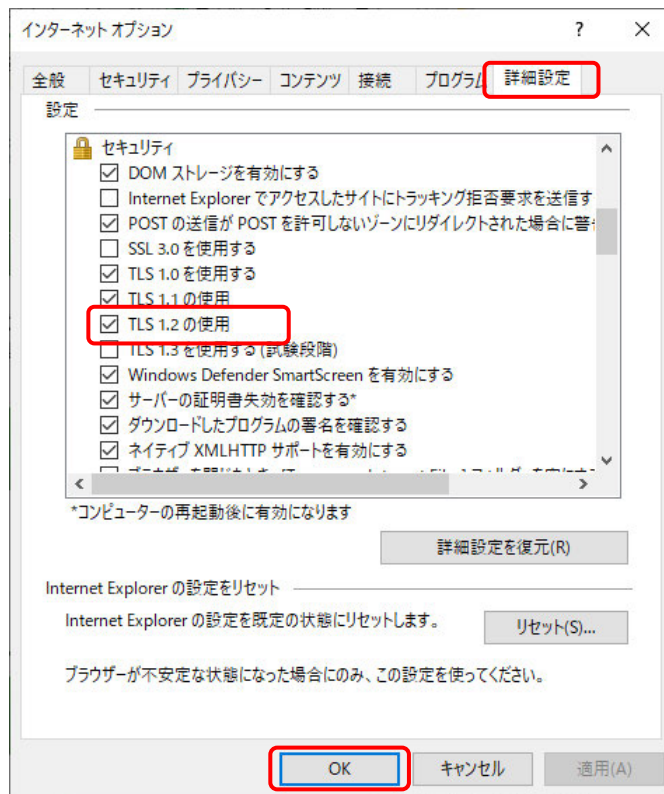 インターネット オプション ? ×
全般 セキュリティ プライバシー コンテンツ 接続 プログラム 詳細設定
設定
セキュリティ
DOM ストレージを有効にする
Internet Explorer でアクセスしたサイトにトラッキング拒否要求を送信す
POST の送信が POST を許可しないゾーンにリダイレクトされた場合に警
SSL 3.0 を使用する
TLS 1.0 を使用する
TLS 1.1 の使用
TLS 1.2 の使用
TLS 1.3 を使用する (試験段階)
Windows Defender SmartScreen を有効にする
サーバーの証明書失効を確認する*
ダウンロードしたプログラムの署名を確認する
ネイティブ XMLHTTP サポートを有効にする
*コンピューターの再起動後に有効になります
詳細設定を復元(R)
Internet Explorer の設定をリセット
Internet Explorer の設定を既定の状態にリセットします。
リセット(S)...
ブラウザーが不安定な状態になった場合にのみ、この設定を使ってください。
OK キャンセル 適用(A)